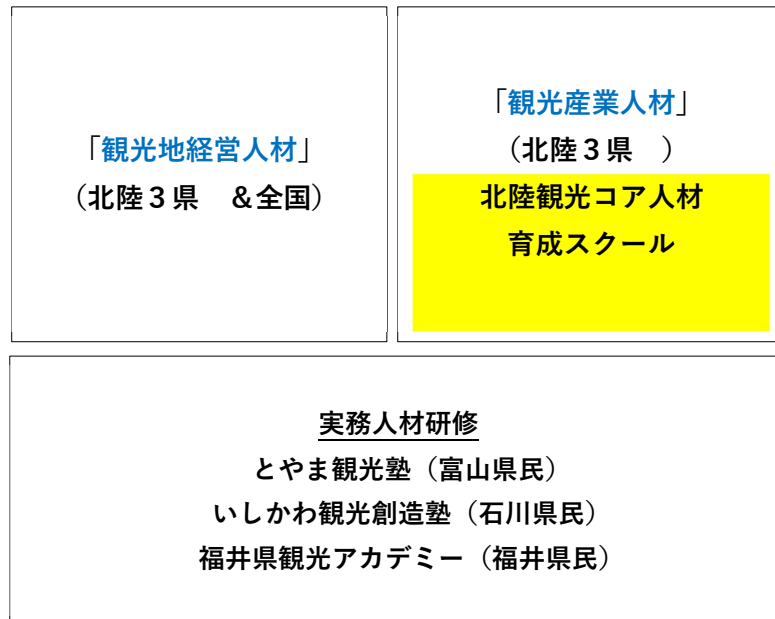 「観光地経営人材」
（北陸３県　＆全国）
「観光産業人材」
（北陸３県　）
北陸観光コア人材
育成スクール
実務人材研修
とやま観光塾（富山県民）
いしかわ観光創造塾（石川県民）
福井県観光アカデミー（福井県民）